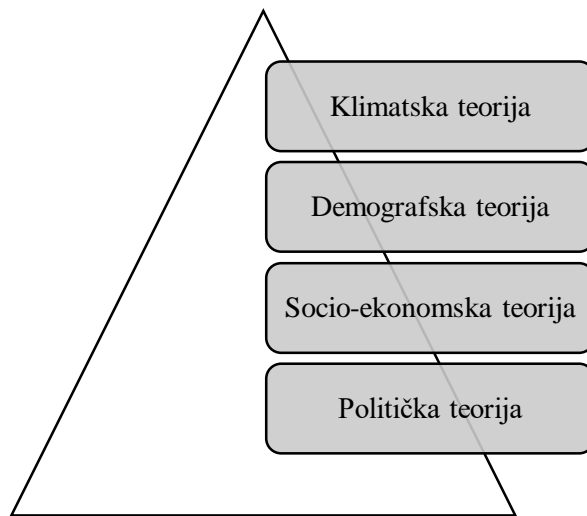 Klimatska teorija
Demografska teorija
Socio-ekonomska teorija
Politička teorija